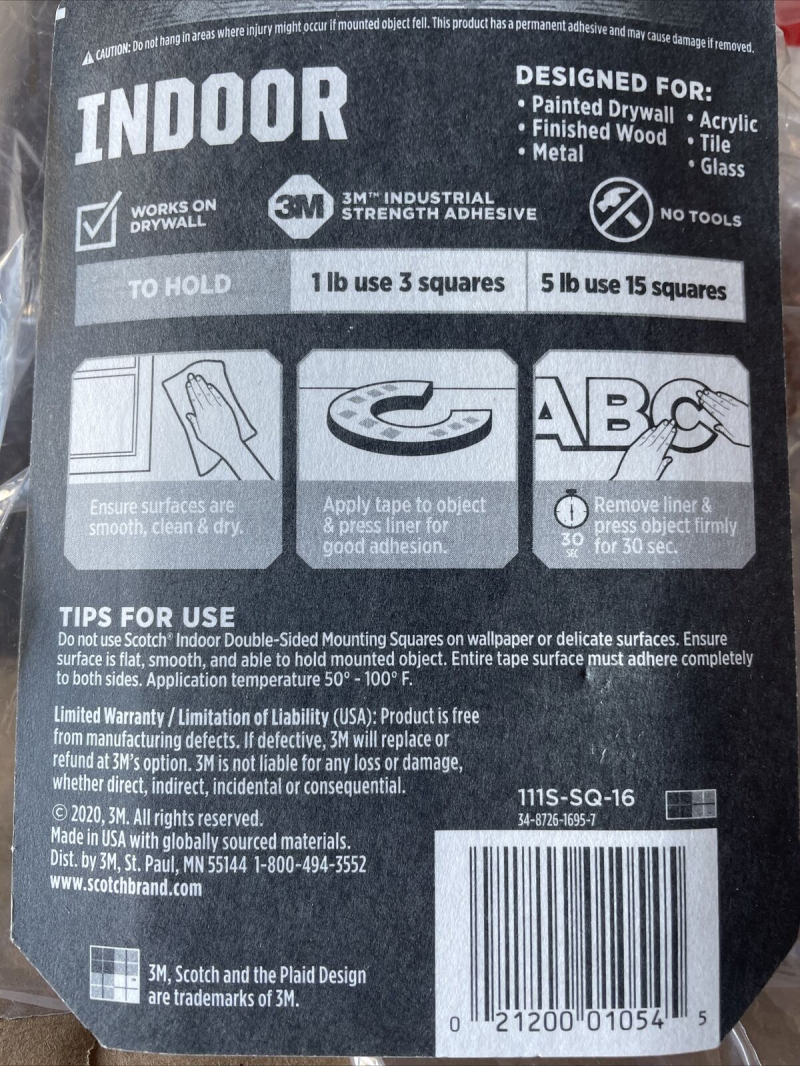 CAUTION: Do not hang in areas where injury might occur if mounted object fell. This product has a permanent adhesive and may cause damage if removed.
INDOOR
DESIGNED FOR:
• Painted Drywall
• Finished Wood
• Metal
• Acrylic
• Tile
• Glass
WORKS ON
DRYWALL
3M
3M™ INDUSTRIAL
STRENGTH ADHESIVE
NO TOOLS
TO HOLD
1 lb use 3 squares
5 lb use 15 squares
Ensure surfaces are
smooth, clean & dry.
Apply tape to object
& press liner for
good adhesion.
ABC
30
SEC
Remove liner &
press object firmly
for 30 sec.
TIPS FOR USE
Do not use Scotch® Indoor Double-Sided Mounting Squares on wallpaper or delicate surfaces. Ensure
surface is flat, smooth, and able to hold mounted object. Entire tape surface must adhere completely
to both sides. Application temperature 50° - 100° F.
Limited Warranty / Limitation of Liability (USA): Product is free
from manufacturing defects. If defective, 3M will replace or
refund at 3M's option. 3M is not liable for any loss or damage,
whether direct, indirect, incidental or consequential.
© 2020, 3M. All rights reserved.
Made in USA with globally sourced materials.
Dist. by 3M, St. Paul, MN 55144 1-800-494-3552
www.scotchbrand.com
111S-SQ-16
34-8726-1695-7
3M, Scotch and the Plaid Design
are trademarks of 3M.
0 21200 01054 5